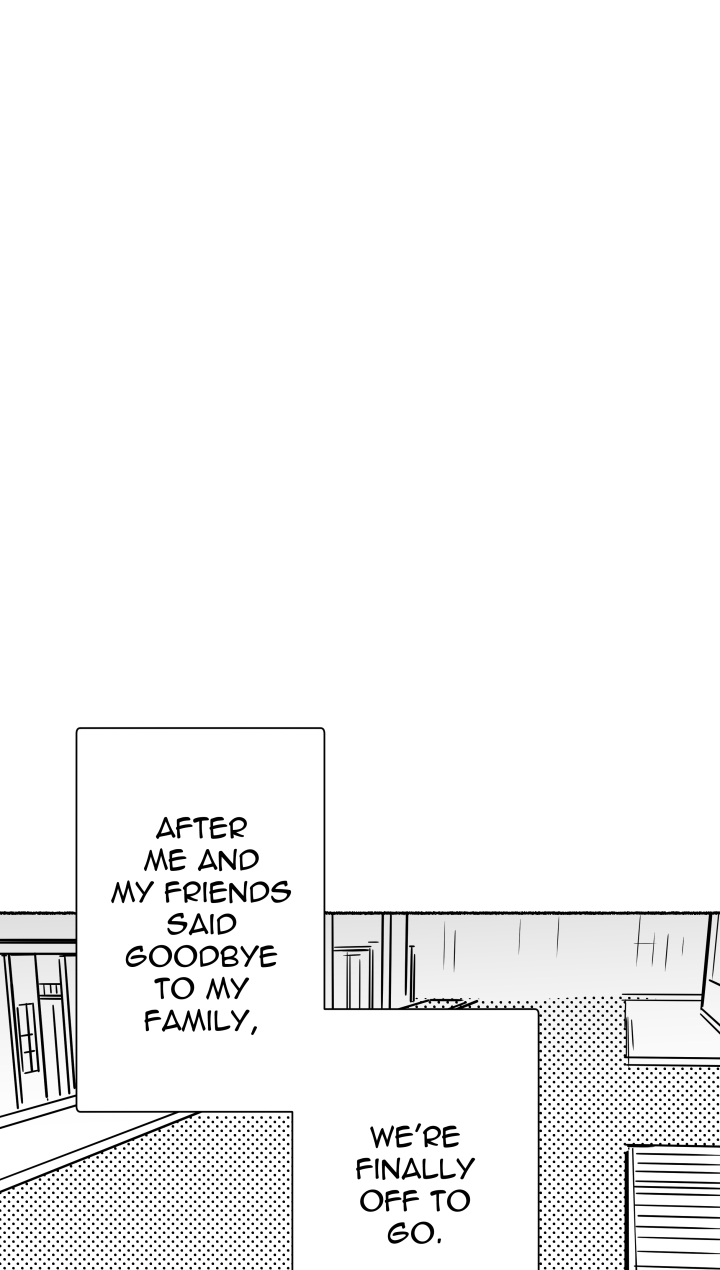 AFTER
ME AND
MY FRIENDS
SAID
GOODBYE
TO MY
FAMILY,
WE'RE
FINALLY
OFF TO
GO.